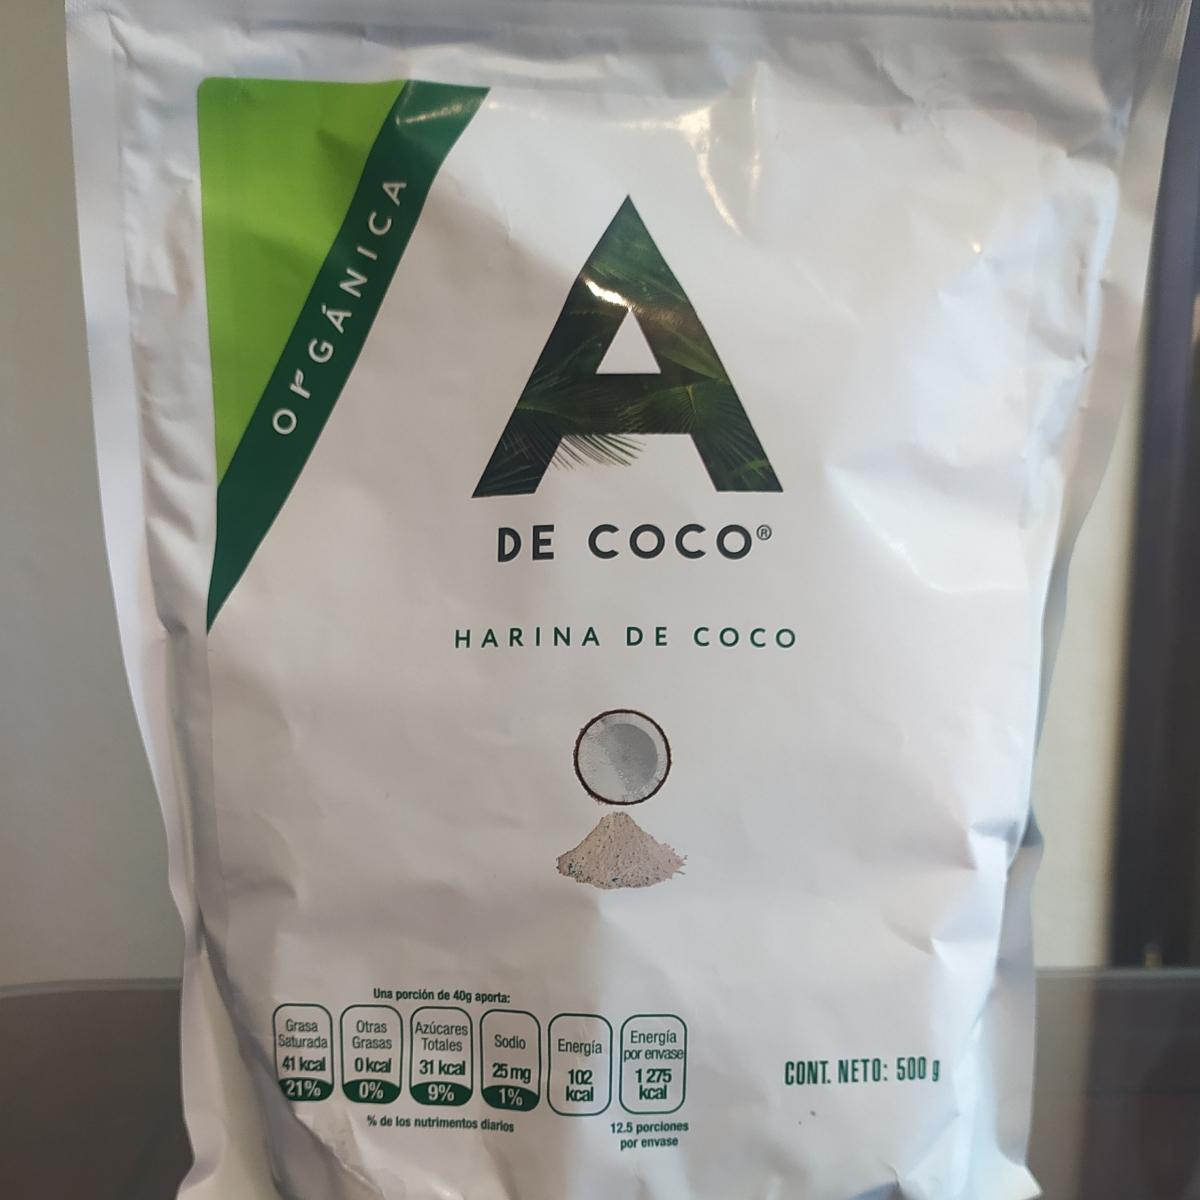 ORGÁNICA
A
DE COCO®
HARINA DE COCO
Una porción de 40g aporta:
Grasa
Saturada
41 kcal
21%
Otras
Grasas
0 kcal
0%
Azúcares
Totales
31 kcal
9%
Sodio
25 mg
1%
Energía
102
kcal
Energía
por envase
1 275
kcal
% de los nutrimentos diarios
12.5 porciones
por envase
CONT. NETO: 500 g